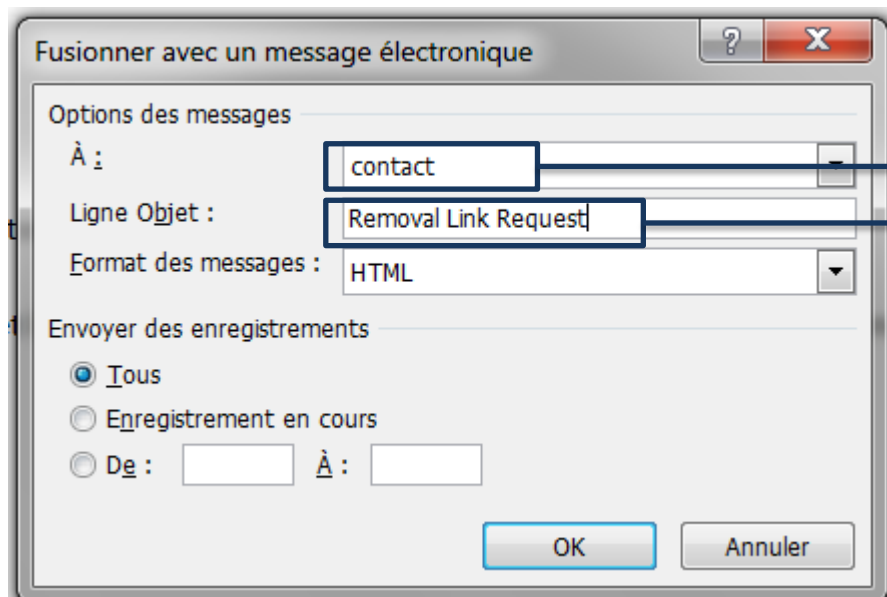 Fusionner avec un message électronique
Options des messages
À :
contact
Ligne Objet :
Removal Link Request
Format des messages :
HTML
Envoyer des enregistrements
Tous
Enregistrement en cours
De :
À :
OK
Annuler